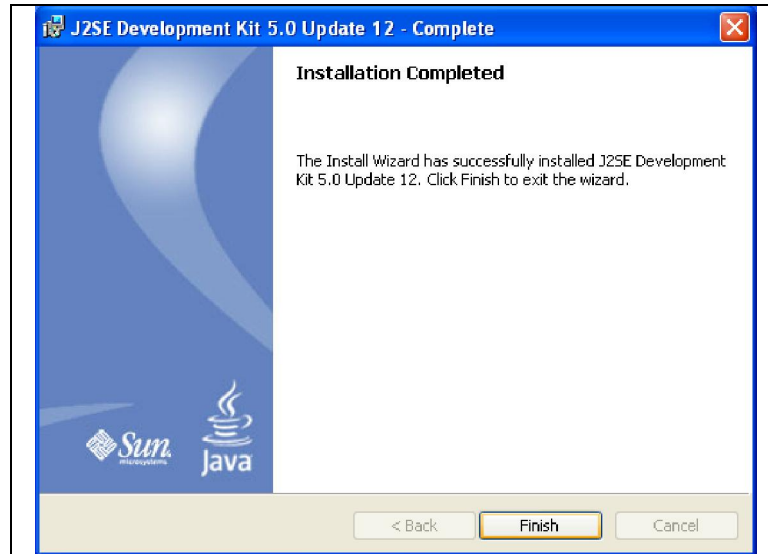 J2SE Development Kit 5.0 Update 12 - Complete
Installation Completed
The Install Wizard has successfully installed J2SE Development
Kit 5.0 Update 12. Click Finish to exit the wizard.
Sun
microsystems
Java
< Back
Finish
Cancel